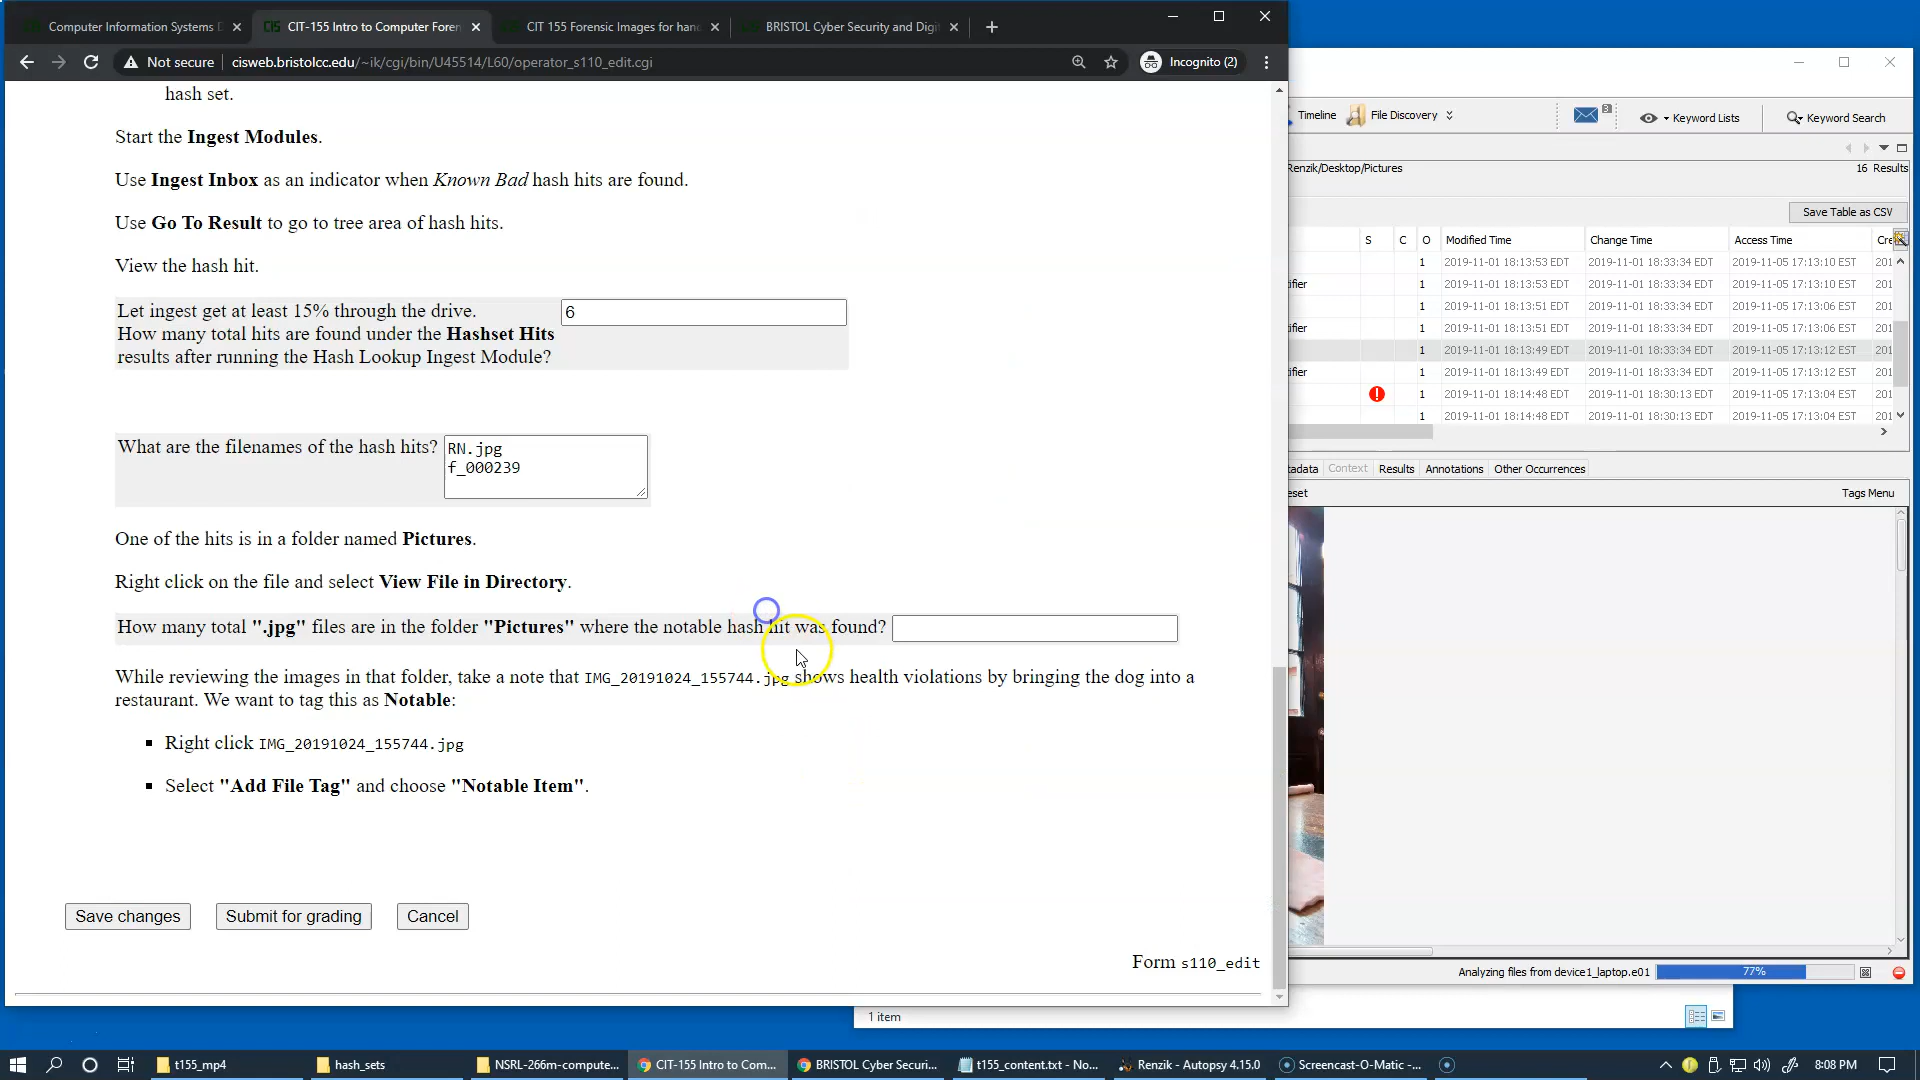 Computer Information Systems D
CIT-155 Intro to Computer Foren
CIT 155 Forensic Images for hand
BRISTOL Cyber Security and Digit
Not secure
cisweb.bristolcc.edu/~ik/cgi/bin/U45514/L60/operator_s110_edit.cgi
Incognito (2)
hash set.
Start the Ingest Modules.
Use Ingest Inbox as an indicator when Known Bad hash hits are found.
Use Go To Result to go to tree area of hash hits.
View the hash hit.
Let ingest get at least 15% through the drive.
How many total hits are found under the Hashset Hits
results after running the Hash Lookup Ingest Module?
6
What are the filenames of the hash hits?
RN.jpg
f_000239
One of the hits is in a folder named Pictures.
Right click on the file and select View File in Directory.
How many total ".jpg" files are in the folder "Pictures" where the notable hash hit was found?
While reviewing the images in that folder, take a note that IMG_20191024_155744.jpg shows health violations by bringing the dog into a
restaurant. We want to tag this as Notable:
Right click IMG_20191024_155744.jpg
Select "Add File Tag" and choose "Notable Item".
Save changes
Submit for grading
Cancel
Form s110_edit
Timeline
File Discovery
3
Keyword Lists
Keyword Search
Renzik/Desktop/Pictures
16 Results
Save Table as CSV
S C O Modified Time Change Time Access Time Cre
1 2019-11-01 18:13:53 EDT 2019-11-01 18:33:34 EDT 2019-11-05 17:13:10 EST 201
ifier 1 2019-11-01 18:13:53 EDT 2019-11-01 18:33:34 EDT 2019-11-05 17:13:10 EST 201
1 2019-11-01 18:13:51 EDT 2019-11-01 18:33:34 EDT 2019-11-05 17:13:06 EST 201
ifier 1 2019-11-01 18:13:51 EDT 2019-11-01 18:33:34 EDT 2019-11-05 17:13:06 EST 201
1 2019-11-01 18:13:49 EDT 2019-11-01 18:33:34 EDT 2019-11-05 17:13:12 EST 201
ifier 1 2019-11-01 18:13:49 EDT 2019-11-01 18:33:34 EDT 2019-11-05 17:13:12 EST 201
1 2019-11-01 18:14:48 EDT 2019-11-01 18:30:13 EDT 2019-11-05 17:13:04 EST 201
1 2019-11-01 18:14:48 EDT 2019-11-01 18:30:13 EDT 2019-11-05 17:13:04 EST 201
tadata Context Results Annotations Other Occurrences
eset
Tags Menu
Analyzing files from device1_laptop.e01
77%
1 item
t155_mp4
hash_sets
NSRL-266m-compute...
CIT-155 Intro to Com...
BRISTOL Cyber Securi...
t155_content.txt - No...
Renzik - Autopsy 4.15.0
Screencast-O-Matic -...
8:08 PM